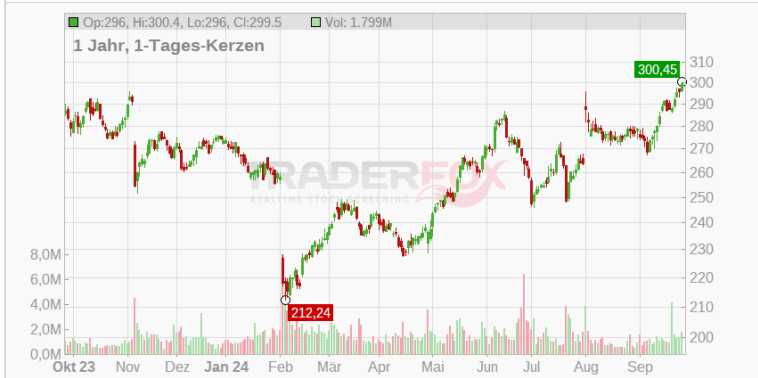 Op:296, Hi:300.4, Lo:296, Cl:299.5 Vol: 1.799M
1 Jahr, 1-Tages-Kerzen
300,45
310
300
290
280
270
260
250
240
230
220
210
200
TRADERFOX
REALTIME STOCK SCREENING
8,0M
6,0M
4,0M
2,0M
0,0M
212,24
Okt 23 Nov Dez Jan 24 Feb Mär Apr Mai Jun Jul Aug Sep